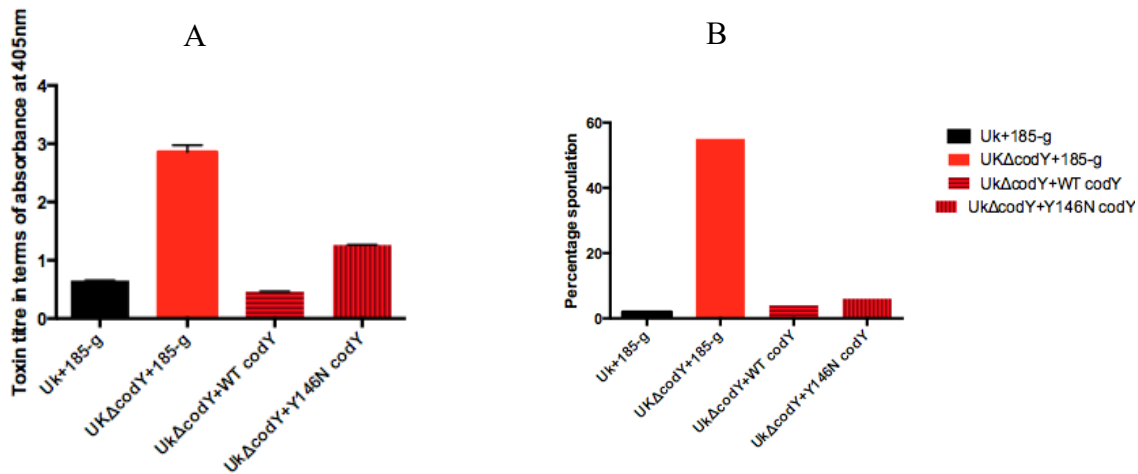 A
B
Toxin titre in terms of absorbance at 405nm
4
3
2
1
0
Uk+185-g
UKΔcodY+185-g
UkΔcodY+WT codY
UkΔcodY+Y146N codY
Percentage sporulation
60
40
20
0
Uk+185-g
UKΔcodY+185-g
UkΔcodY+WT codY
UkΔcodY+Y146N codY
Uk+185-g
UKΔcodY+185-g
UkΔcodY+WT codY
UkΔcodY+Y146N codY